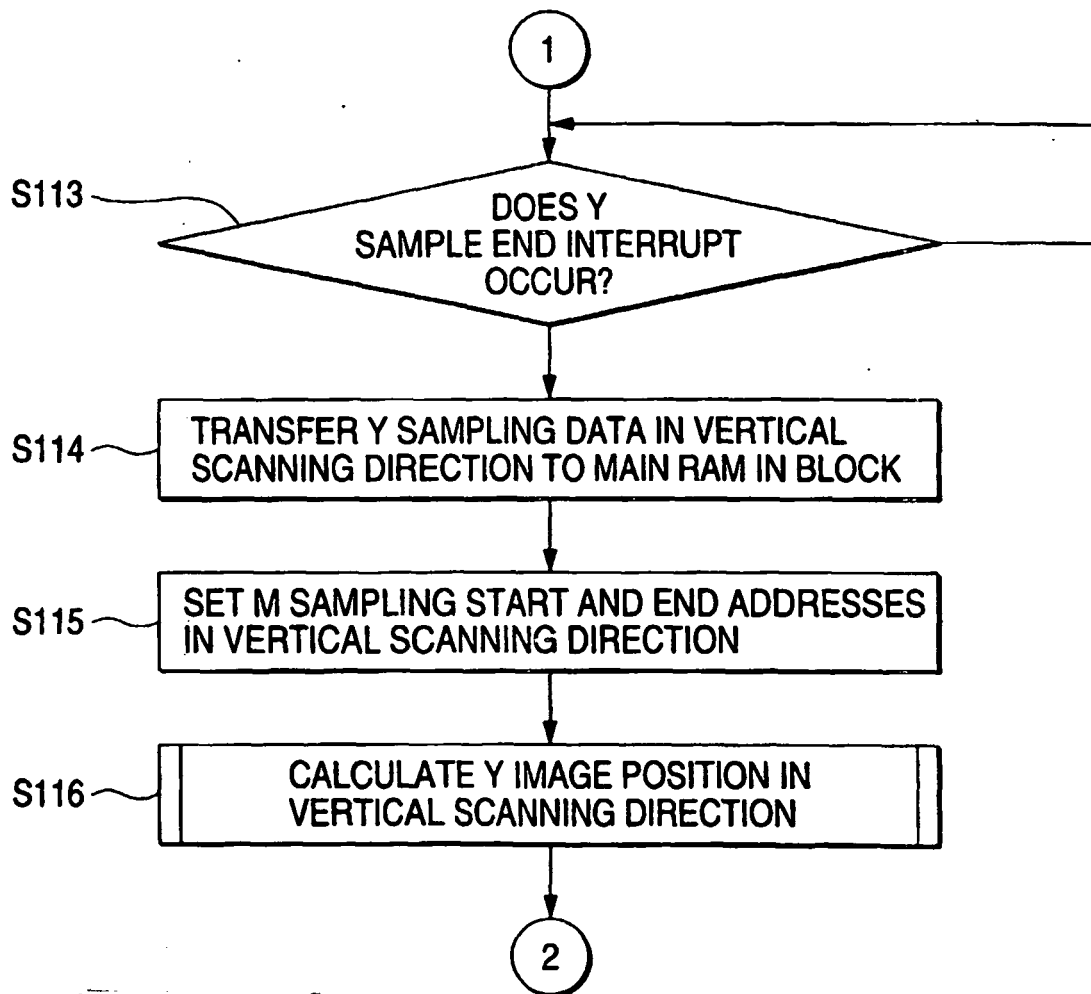 1
S113
DOES Y
SAMPLE END INTERRUPT
OCCUR?
S114
TRANSFER Y SAMPLING DATA IN VERTICAL
SCANNING DIRECTION TO MAIN RAM IN BLOCK
S115
SET M SAMPLING START AND END ADDRESSES
IN VERTICAL SCANNING DIRECTION
S116
CALCULATE Y IMAGE POSITION IN
VERTICAL SCANNING DIRECTION
2